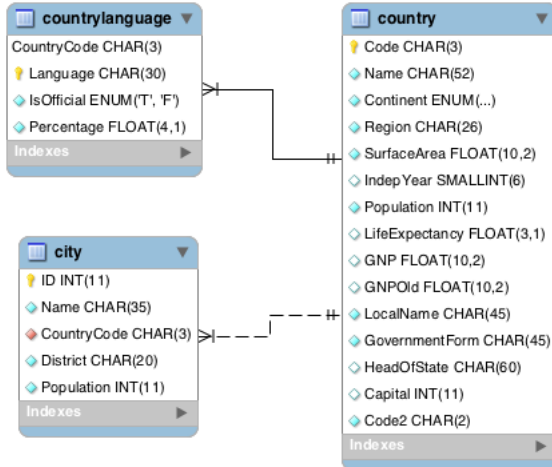 countrylanguage
CountryCode CHAR(3)
Language CHAR(30)
IsOfficial ENUM('T', 'F')
Percentage FLOAT(4,1)
Indexes
city
ID INT(11)
Name CHAR(35)
CountryCode CHAR(3)
District CHAR(20)
Population INT(11)
Indexes
country
Code CHAR(3)
Name CHAR(52)
Continent ENUM(...)
Region CHAR(26)
SurfaceArea FLOAT(10,2)
IndepYear SMALLINT(6)
Population INT(11)
LifeExpectancy FLOAT(3,1)
GNP FLOAT(10,2)
GNPOld FLOAT(10,2)
LocalName CHAR(45)
GovernmentForm CHAR(45)
HeadOfState CHAR(60)
Capital INT(11)
Code2 CHAR(2)
Indexes